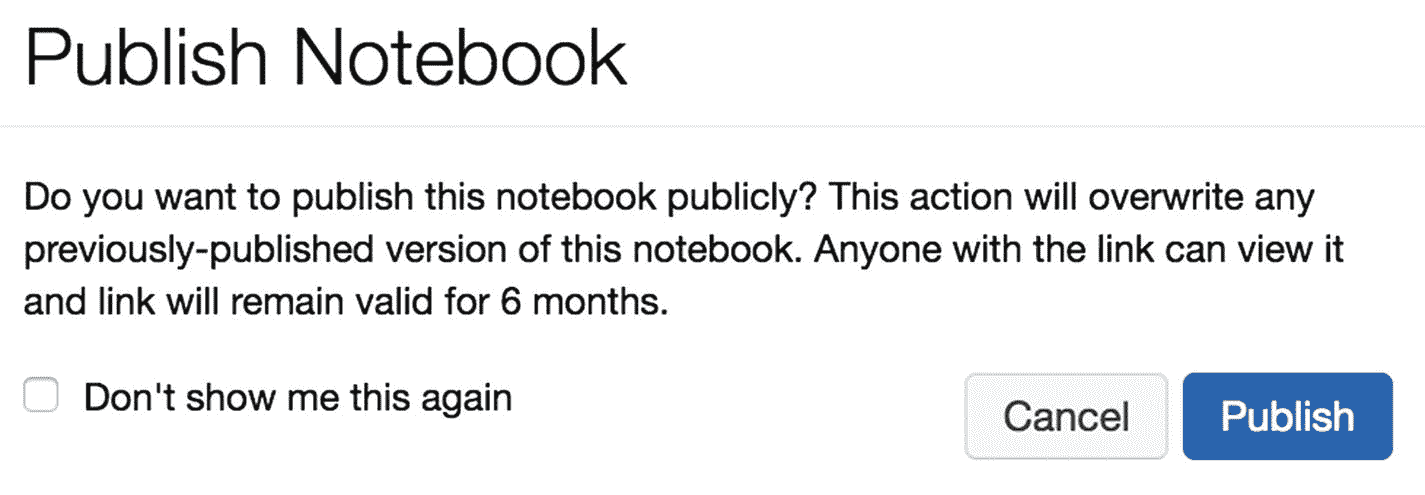 Publish Notebook
Do you want to publish this notebook publicly? This action will overwrite any
previously-published version of this notebook. Anyone with the link can view it
and link will remain valid for 6 months.
Don't show me this again
Cancel
Publish